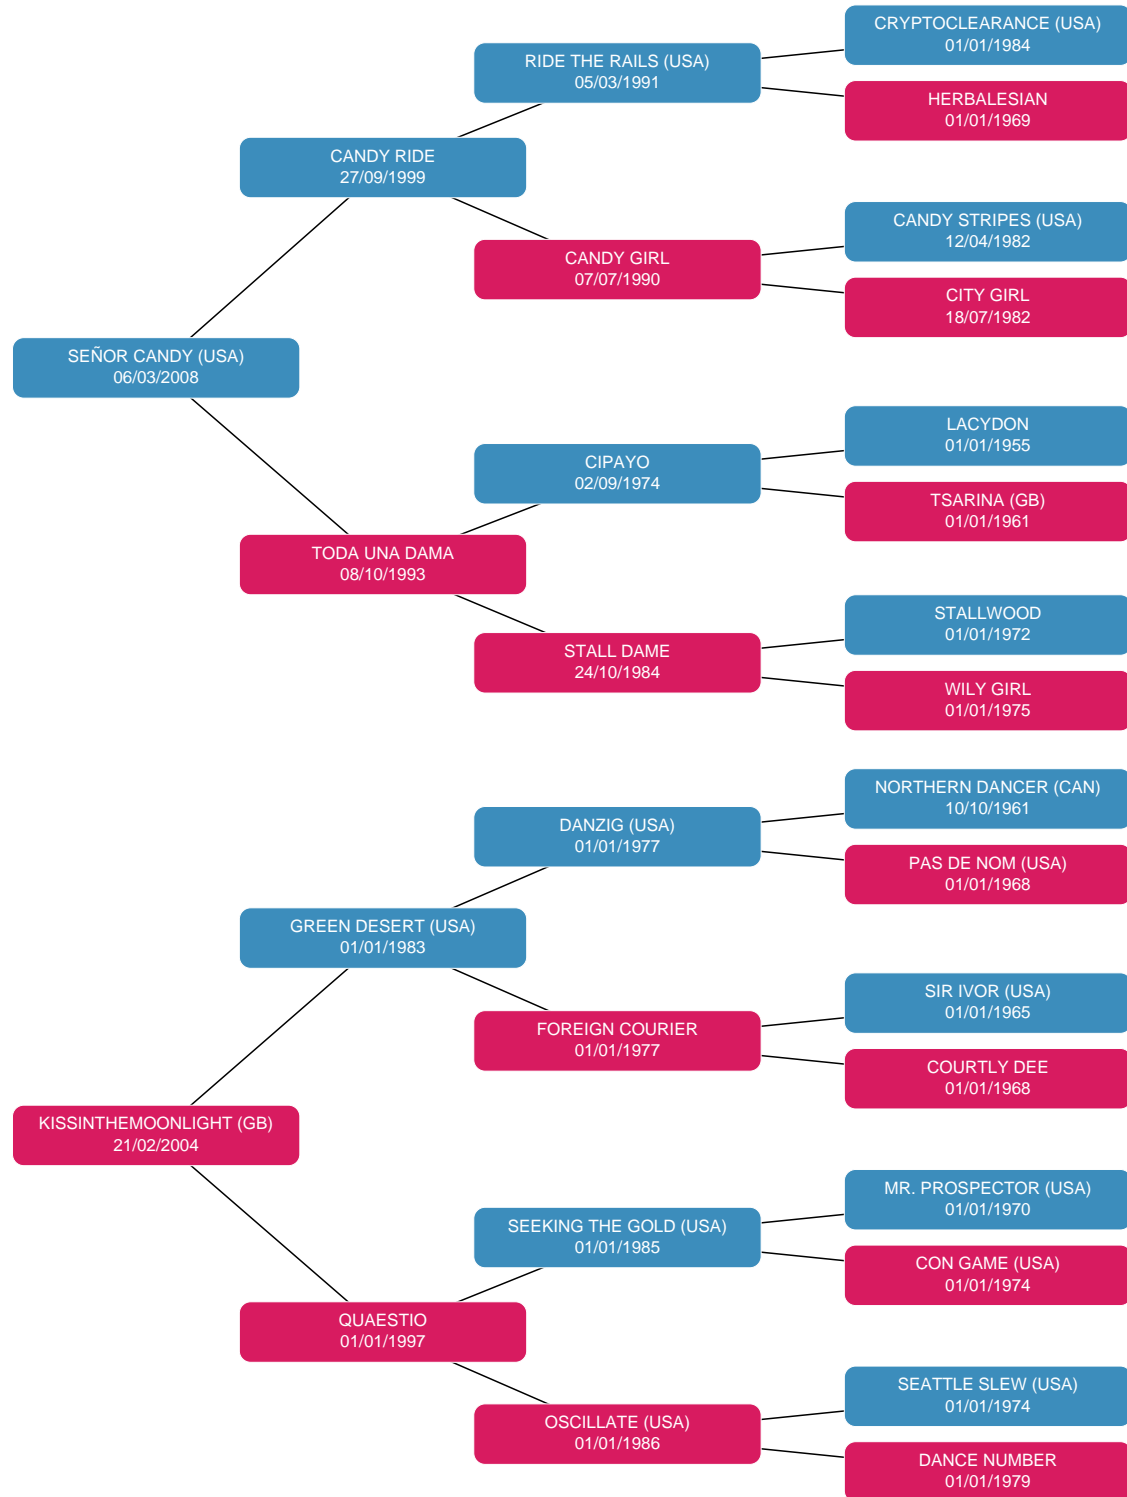 CRYPTOCLEARANCE (USA)
01/01/1984
RIDE THE RAILS (USA)
05/03/1991
HERBALESIAN
01/01/1969
CANDY RIDE
27/09/1999
CANDY STRIPES (USA)
12/04/1982
CANDY GIRL
07/07/1990
CITY GIRL
18/07/1982
SEÑOR CANDY (USA)
06/03/2008
LACYDON
01/01/1955
CIPAYO
02/09/1974
TSARINA (GB)
01/01/1961
TODA UNA DAMA
08/10/1993
STALLWOOD
01/01/1972
STALL DAME
24/10/1984
WILY GIRL
01/01/1975
NORTHERN DANCER (CAN)
10/10/1961
DANZIG (USA)
01/01/1977
PAS DE NOM (USA)
01/01/1968
GREEN DESERT (USA)
01/01/1983
SIR IVOR (USA)
01/01/1965
FOREIGN COURIER
01/01/1977
COURTLY DEE
01/01/1968
KISSINTHEMOONLIGHT (GB)
21/02/2004
MR. PROSPECTOR (USA)
01/01/1970
SEEKING THE GOLD (USA)
01/01/1985
CON GAME (USA)
01/01/1974
QUAESTIO
01/01/1997
SEATTLE SLEW (USA)
01/01/1974
OSCILLATE (USA)
01/01/1986
DANCE NUMBER
01/01/1979